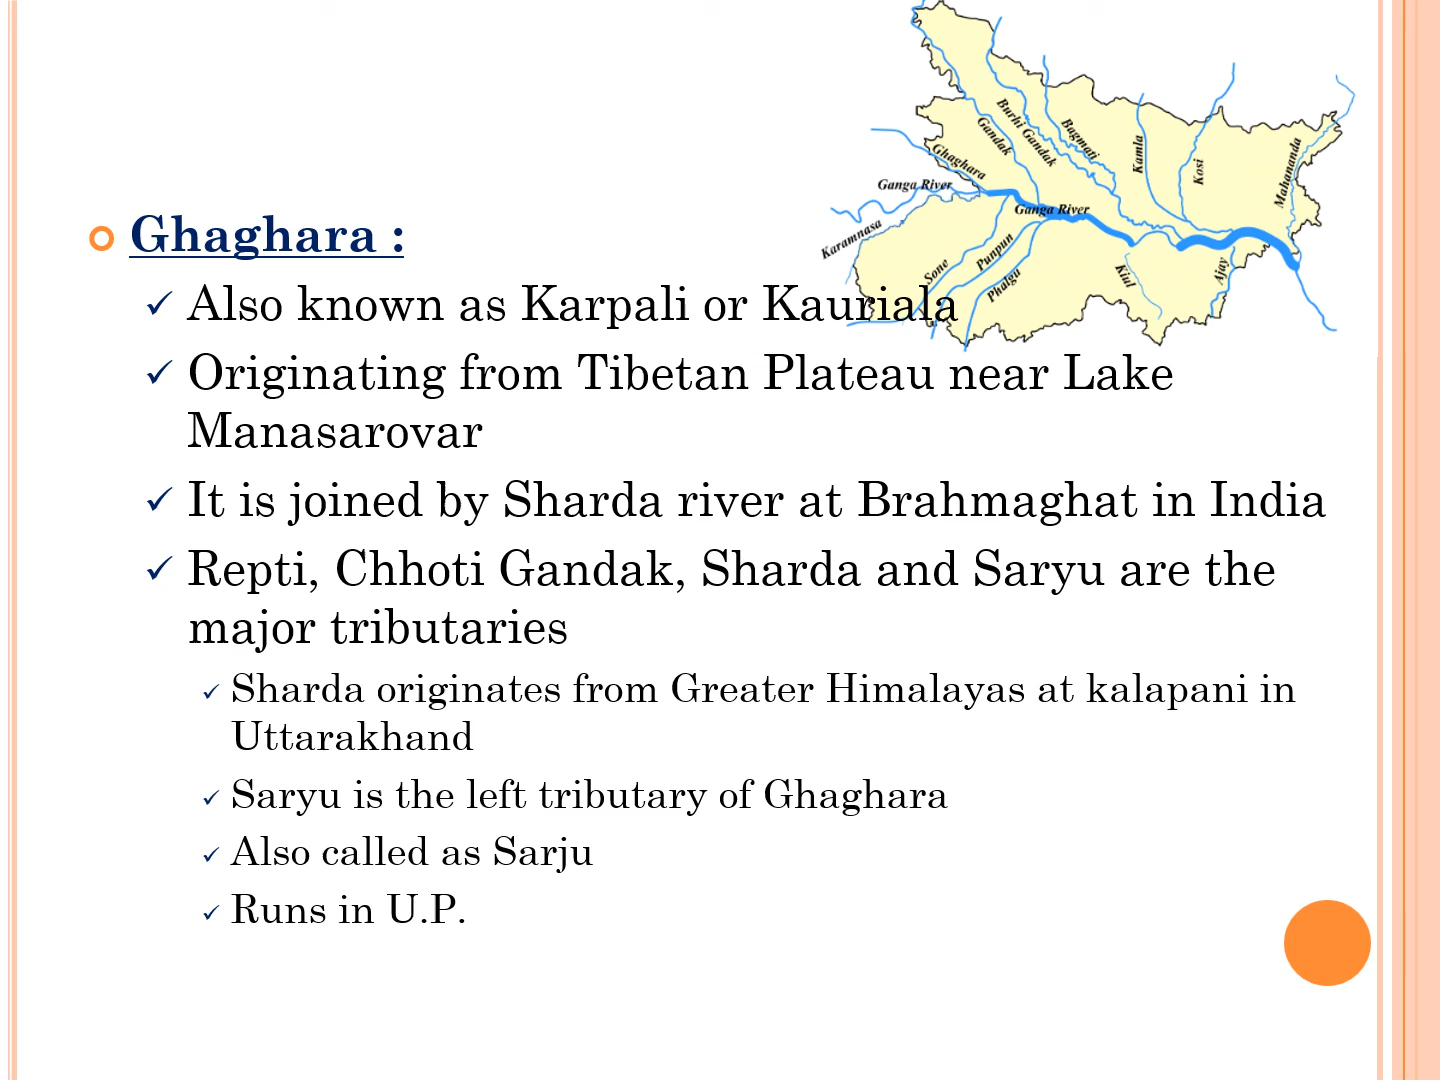 Ghaghara
Gandak
Burhi Gandak
Bagmati
Kamla
Kosi
Mahananda
Ganga River
Ganga River
Karamnasa
Sone
Punpun
Phalgu
Kiul
Ajay
Ghaghara :
Also known as Karpali or Kauriala
Originating from Tibetan Plateau near Lake
Manasarovar
It is joined by Sharda river at Brahmaghat in India
Repti, Chhoti Gandak, Sharda and Saryu are the
major tributaries
Sharda originates from Greater Himalayas at kalapani in
Uttarakhand
Saryu is the left tributary of Ghaghara
Also called as Sarju
Runs in U.P.